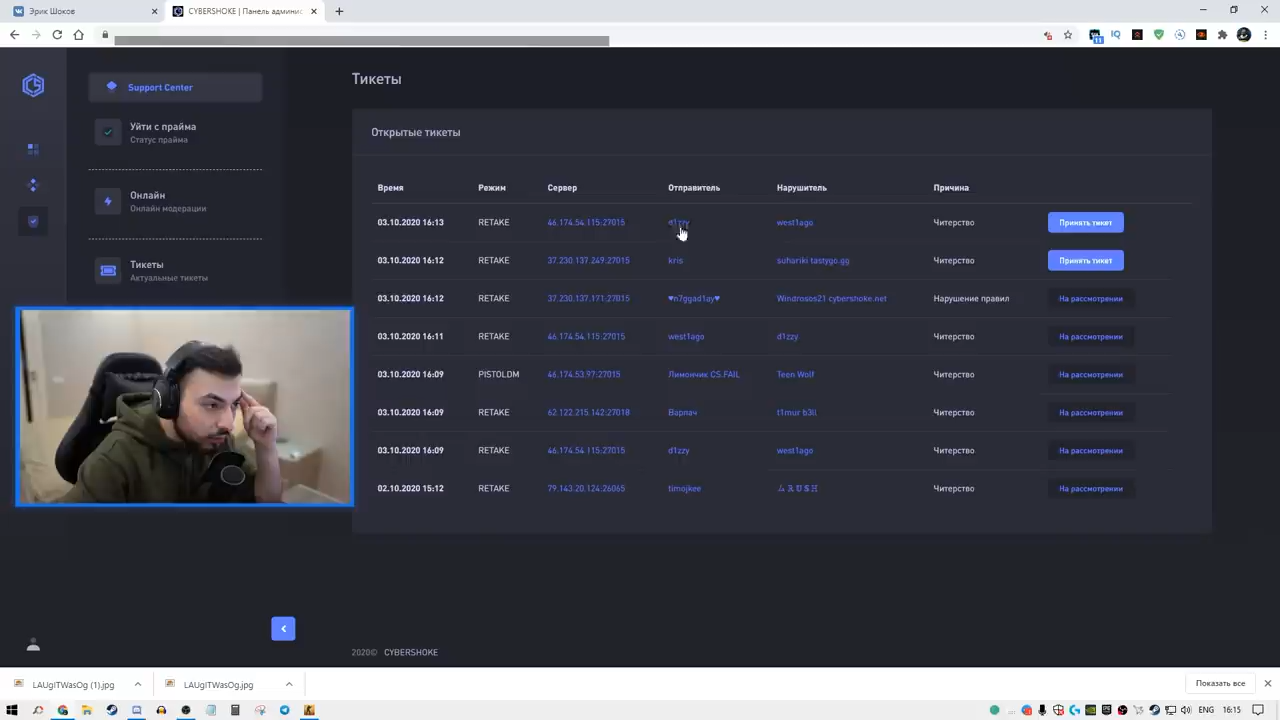 Эрик Шоков
CYBERSHOKE | Панель админис
Support Center
Уйти с прайма
Статус прайма
Онлайн
Онлайн модерации
Тикеты
Актуальные тикеты
Тикеты
Открытые тикеты
Время Режим Сервер Отправитель Нарушитель Причина
03.10.2020 16:13 RETAKE 46.174.54.115:27015 d1zzy west1ago Читерство Принять тикет
03.10.2020 16:12 RETAKE 37.230.137.249:27015 kris suhariki tastygo.gg Читерство Принять тикет
03.10.2020 16:12 RETAKE 37.230.137.171:27015 ♥n7ggad1ay♥ Windrosos21 cybershoke.net Нарушение правил На рассмотрении
03.10.2020 16:11 RETAKE 46.174.54.115:27015 west1ago d1zzy Читерство На рассмотрении
03.10.2020 16:09 PISTOLDM 46.174.53.97:27015 Лимончик CS.FAIL Teen Wolf Читерство На рассмотрении
03.10.2020 16:09 RETAKE 62.122.215.142:27018 Варпач t1mur b3ll Читерство На рассмотрении
03.10.2020 16:09 RETAKE 46.174.54.115:27015 d1zzy west1ago Читерство На рассмотрении
02.10.2020 15:12 RETAKE 79.143.20.124:26065 timojkee Читерство На рассмотрении
2020© CYBERSHOKE
LAUgITWasOg (1).jpg
LAUgITWasOg.jpg
Показать все
ENG 16:15